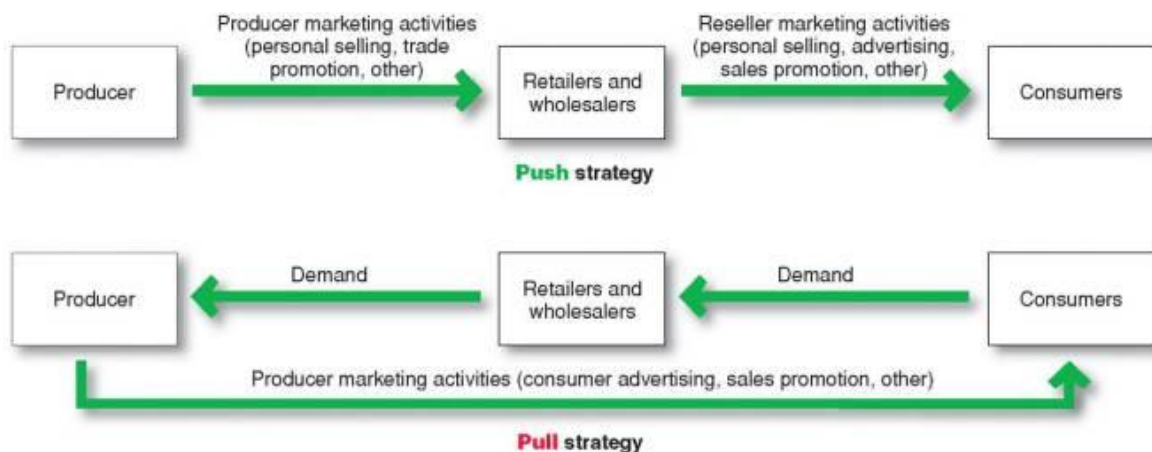 Producer marketing activities
(personal selling, trade
promotion, other)
Reseller marketing activities
(personal selling, advertising,
sales promotion, other)
Producer
Retailers and
wholesalers
Consumers
Push strategy
Producer
Demand
Retailers and
wholesalers
Demand
Consumers
Producer marketing activities (consumer advertising, sales promotion, other)
Pull strategy